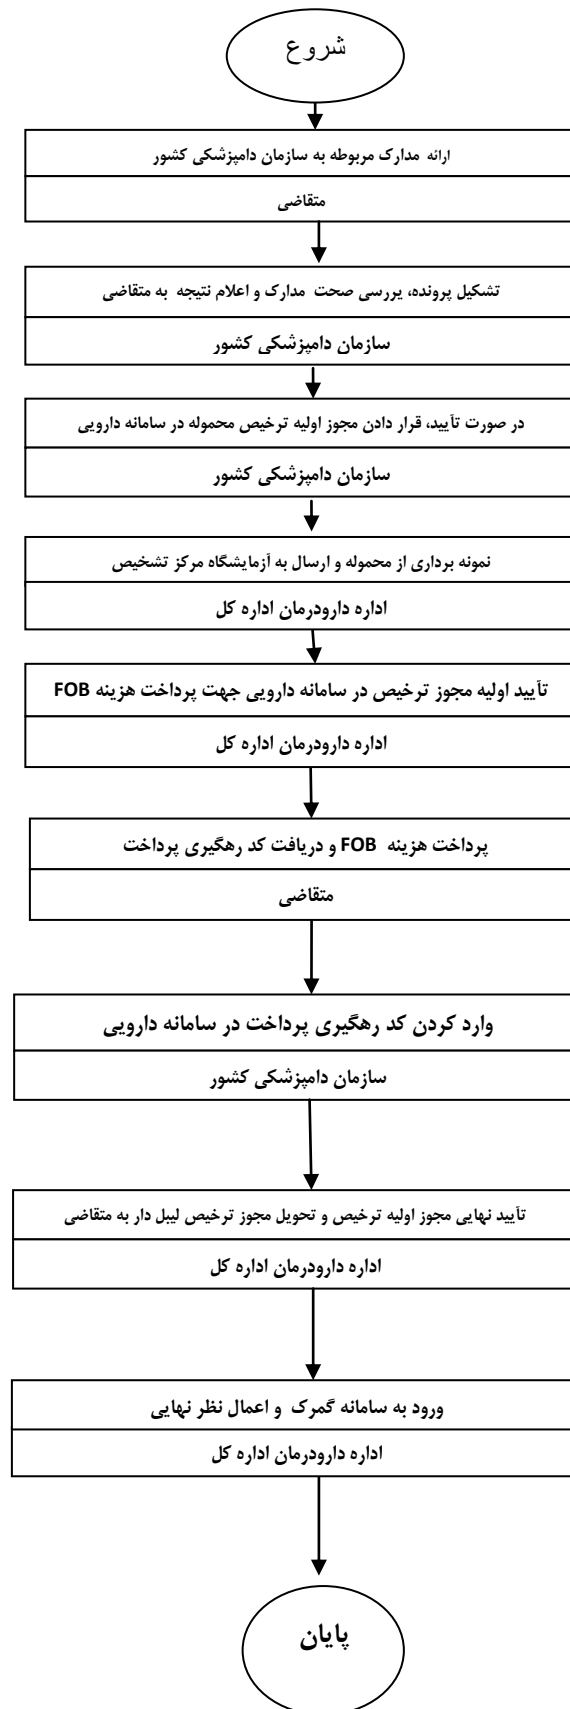 شروع
ارائه مدارک مربوطه به سازمان دامپزشکی کشور
متقاضی
تشکیل پرونده، یررسی صحت مدارک و اعلام نتیجه به متقاضی
سازمان دامپزشکی کشور
در صورت تأیید، قرار دادن مجوز اولیه ترخیص محموله در سامانه دارویی
سازمان دامپزشکی کشور
نمونه برداری از محموله و ارسال به آزمایشگاه مرکز تشخیص
اداره دارودرمان اداره کل
تأیید اولیه مجوز ترخیص در سامانه دارویی جهت پرداخت هزینه FOB
اداره دارودرمان اداره کل
پرداخت هزینه FOB و دریافت کد رهگیری پرداخت
متقاضی
وارد کردن کد رهگیری پرداخت در سامانه دارویی
سازمان دامپزشکی کشور
تأیید نهایی مجوز اولیه ترخیص و تحویل مجوز ترخیص لیبل دار به متقاضی
اداره دارودرمان اداره کل
ورود به سامانه گمرک و اعمال نظر نهایی
اداره دارودرمان اداره کل
پایان